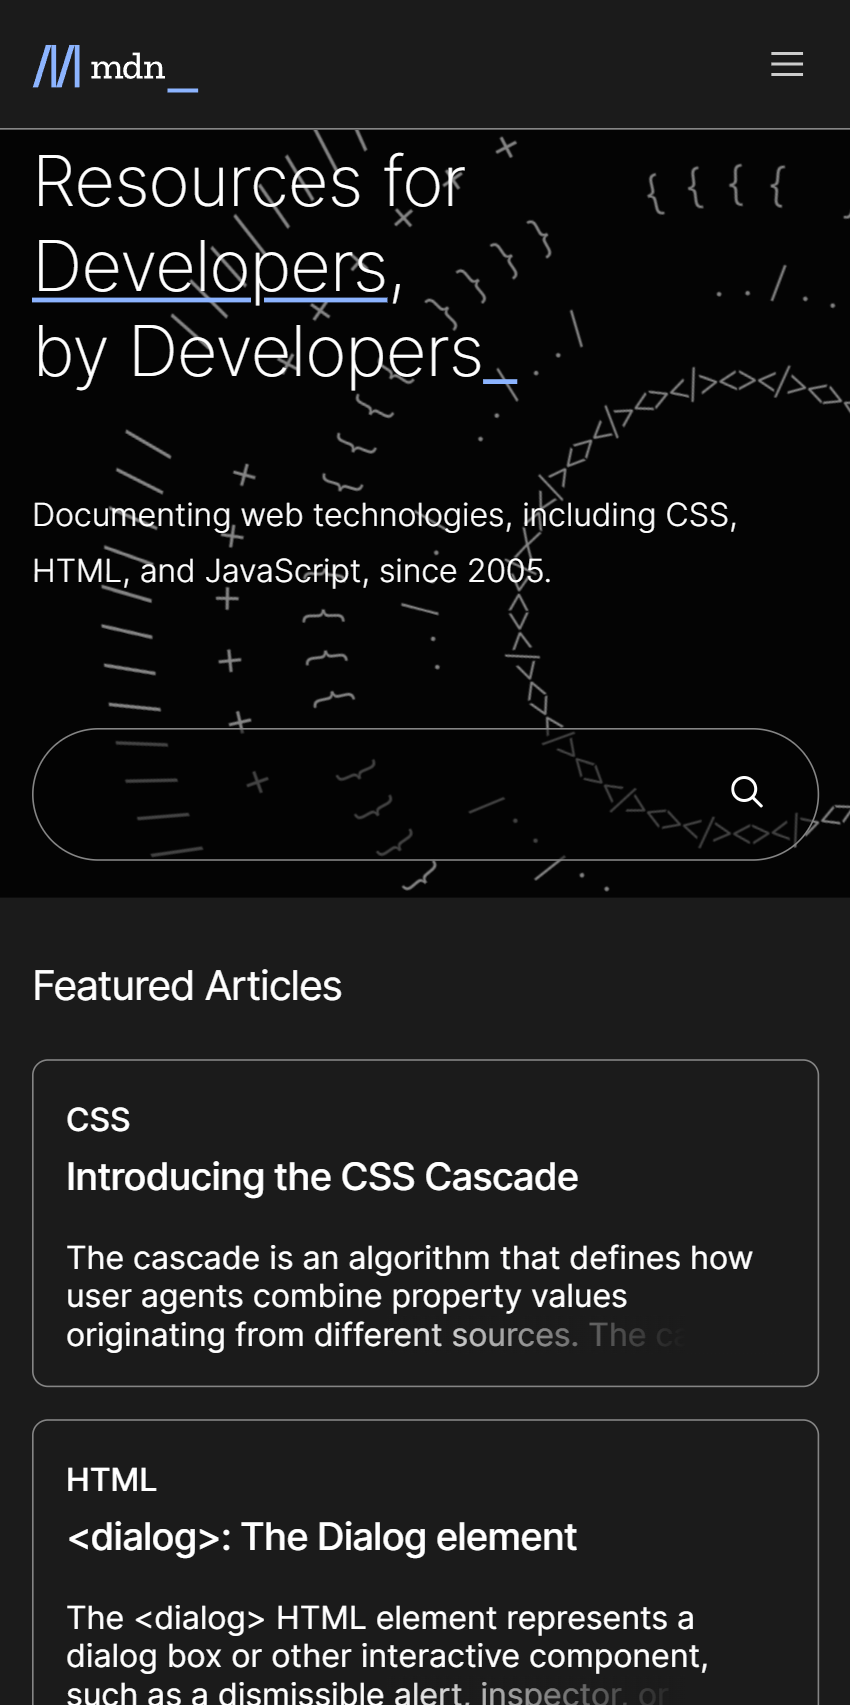 mdn_
Resources for
Developers,
by Developers_
Documenting web technologies, including CSS,
HTML, and JavaScript, since 2005.
Featured Articles
CSS
Introducing the CSS Cascade
The cascade is an algorithm that defines how
user agents combine property values
originating from different sources. The
HTML
<dialog>: The Dialog element
The <dialog> HTML element represents a
dialog box or other interactive component,
such as a dismissible alert, inspector, or